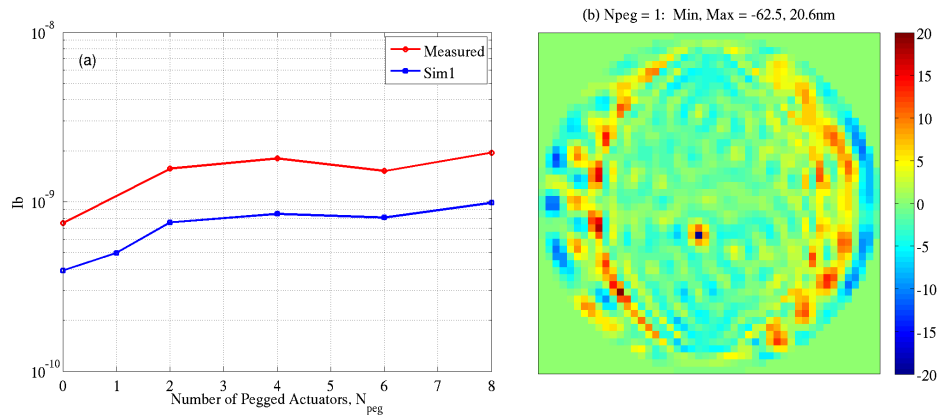 (b) Npeg = 1: Min, Max = -62.5, 20.6nm
10^-8
(a)
Measured
Sim1
Ib
10^-9
10^-10
0 1 2 3 4 5 6 7 8
Number of Pegged Actuators, N_peg
20
15
10
5
0
-5
-10
-15
-20